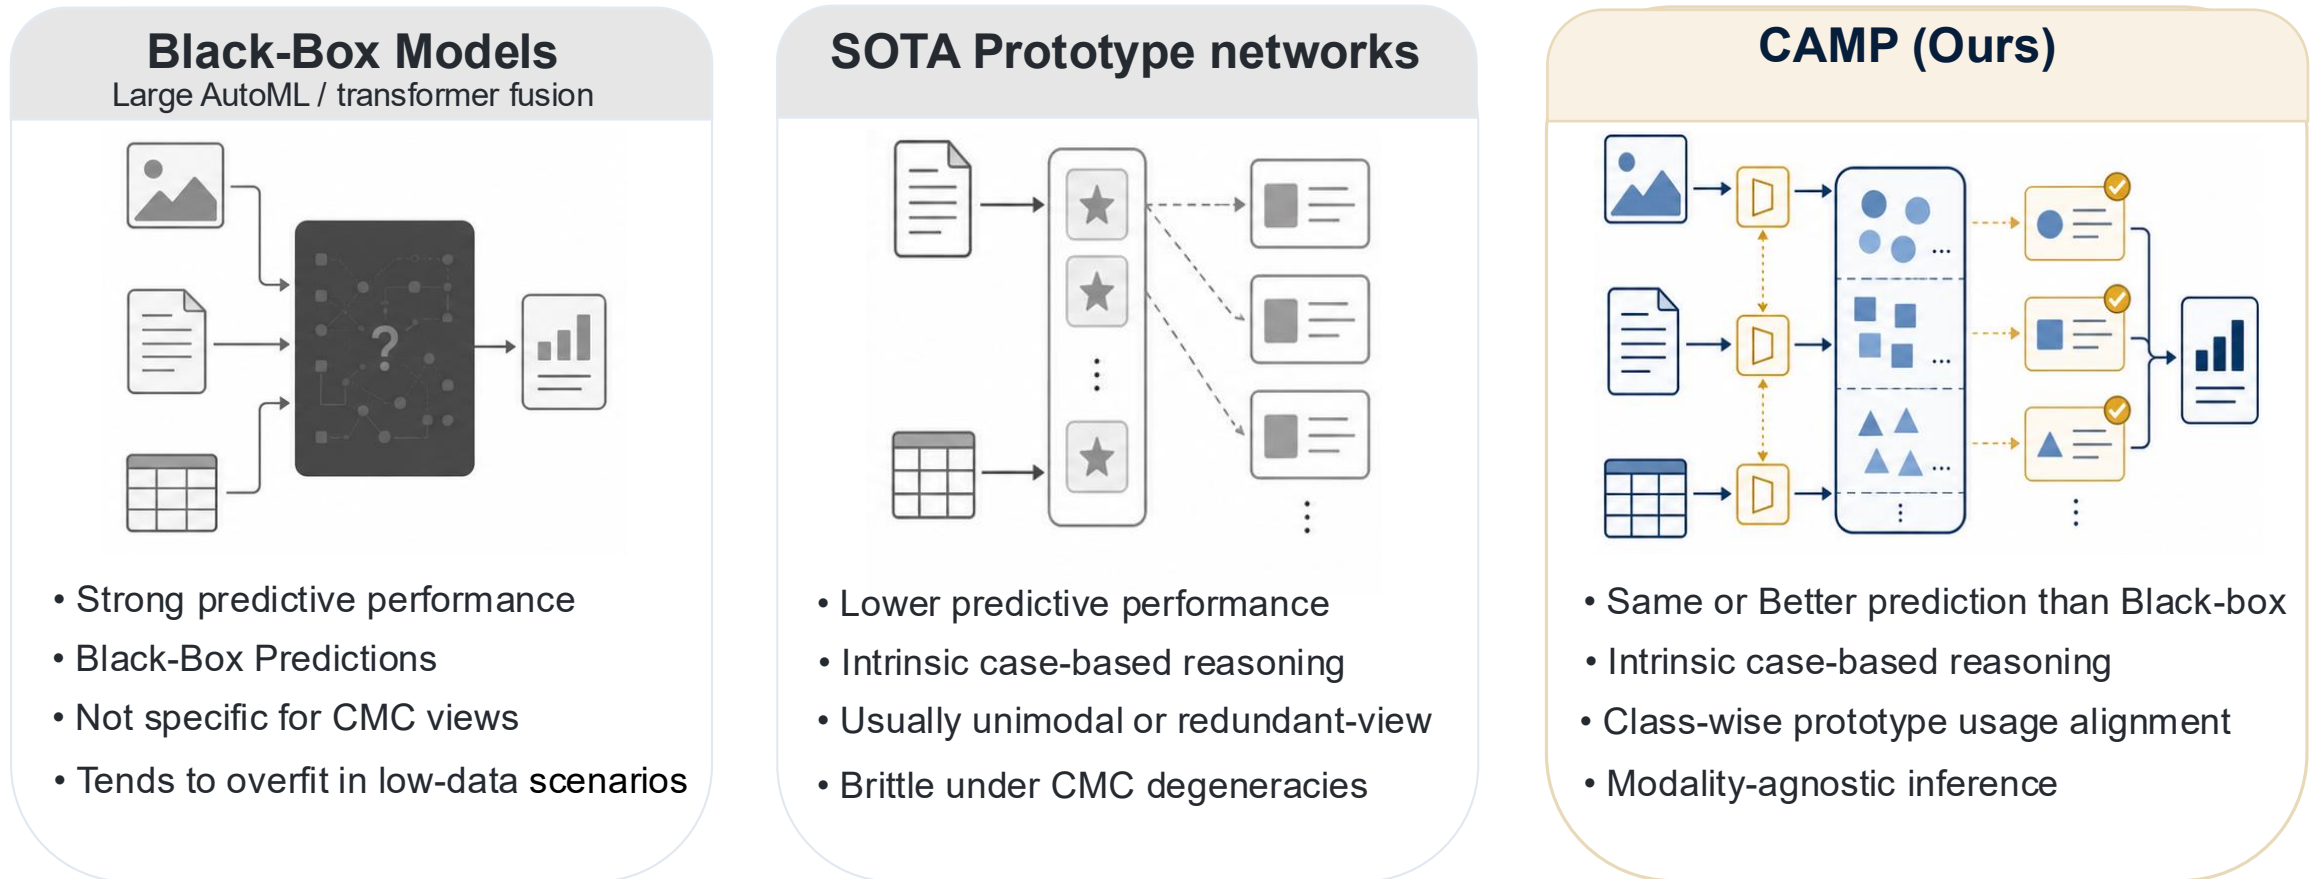 Black-Box Models
Large AutoML / transformer fusion
?
• Strong predictive performance
• Black-Box Predictions
• Not specific for CMC views
• Tends to overfit in low-data scenarios
SOTA Prototype networks
• Lower predictive performance
• Intrinsic case-based reasoning
• Usually unimodal or redundant-view
• Brittle under CMC degeneracies
CAMP (Ours)
• Same or Better prediction than Black-box
• Intrinsic case-based reasoning
• Class-wise prototype usage alignment
• Modality-agnostic inference